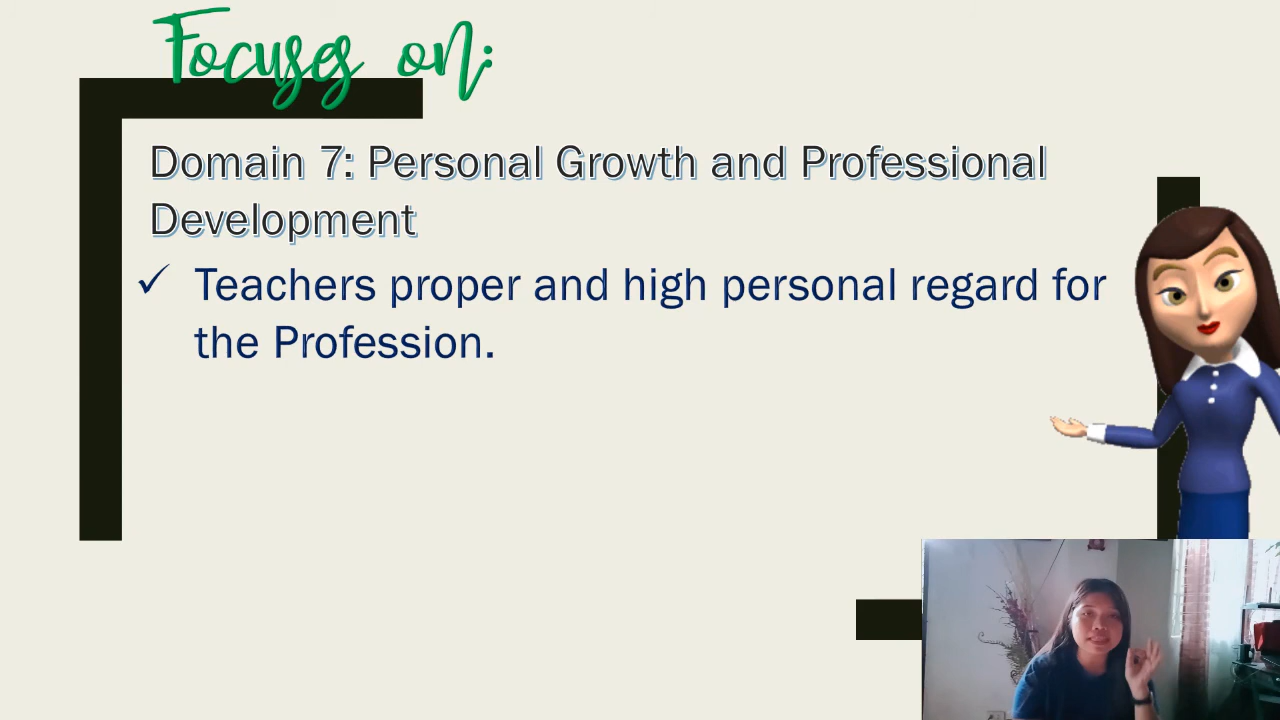 Focuses on:
Domain 7: Personal Growth and Professional
Development
✓ Teachers proper and high personal regard for
the Profession.